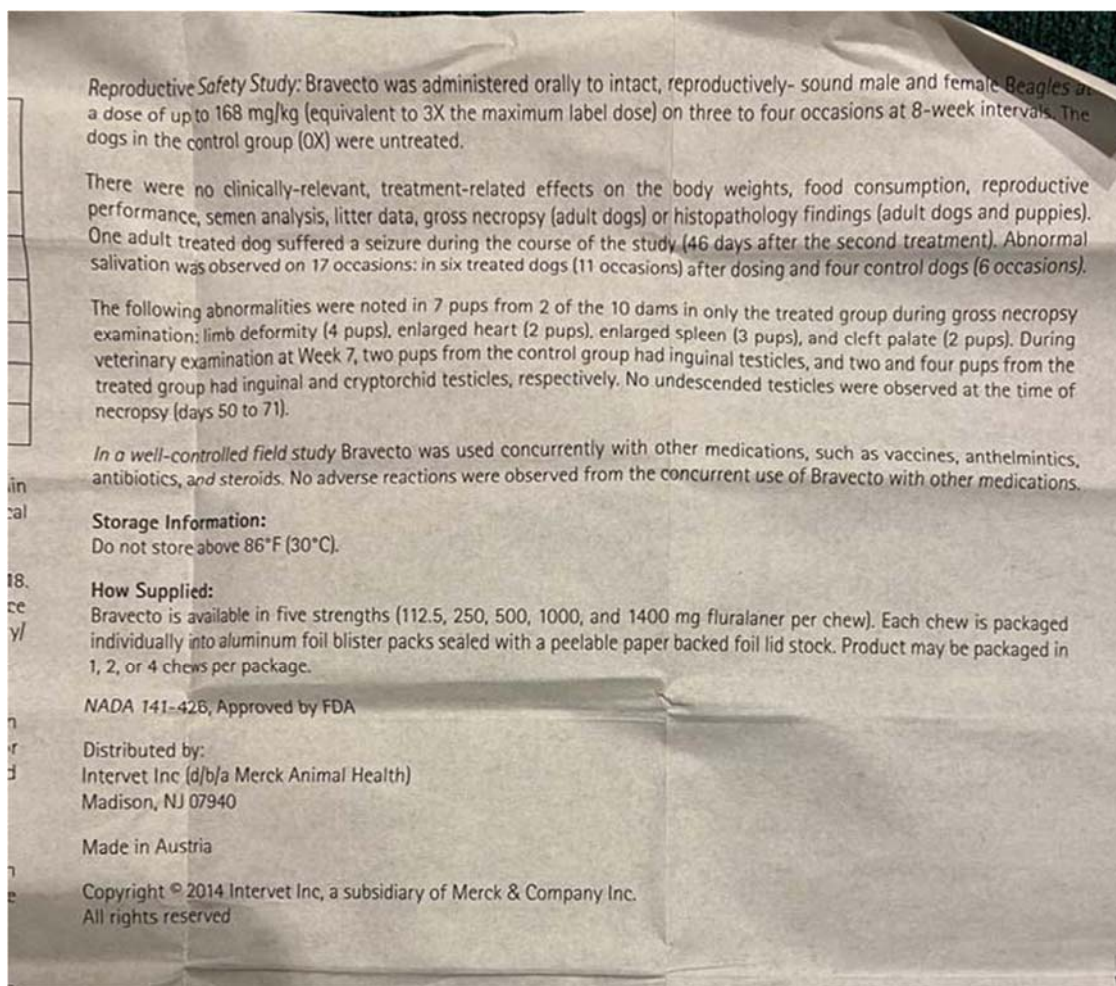 Reproductive Safety Study: Bravecto was administered orally to intact, reproductively- sound male and female Beagles at
a dose of up to 168 mg/kg (equivalent to 3X the maximum label dose) on three to four occasions at 8-week intervals. The
dogs in the control group (0X) were untreated.
There were no clinically-relevant, treatment-related effects on the body weights, food consumption, reproductive
performance, semen analysis, litter data, gross necropsy (adult dogs) or histopathology findings (adult dogs and puppies).
One adult treated dog suffered a seizure during the course of the study (46 days after the second treatment). Abnormal
salivation was observed on 17 occasions: in six treated dogs (11 occasions) after dosing and four control dogs (6 occasions).
The following abnormalities were noted in 7 pups from 2 of the 10 dams in only the treated group during gross necropsy
examination: limb deformity (4 pups), enlarged heart (2 pups), enlarged spleen (3 pups), and cleft palate (2 pups). During
veterinary examination at Week 7, two pups from the control group had inguinal testicles, and two and four pups from the
treated group had inguinal and cryptorchid testicles, respectively. No undescended testicles were observed at the time of
necropsy (days 50 to 71).
In a well-controlled field study Bravecto was used concurrently with other medications, such as vaccines, anthelmintics,
antibiotics, and steroids. No adverse reactions were observed from the concurrent use of Bravecto with other medications.
Storage Information:
Do not store above 86°F (30°C).
How Supplied:
Bravecto is available in five strengths (112.5, 250, 500, 1000, and 1400 mg fluralaner per chew). Each chew is packaged
individually into aluminum foil blister packs sealed with a peelable paper backed foil lid stock. Product may be packaged in
1, 2, or 4 chews per package.
NADA 141-426, Approved by FDA
Distributed by:
Intervet Inc (d/b/a Merck Animal Health)
Madison, NJ 07940
Made in Austria
Copyright © 2014 Intervet Inc, a subsidiary of Merck & Company Inc.
All rights reserved